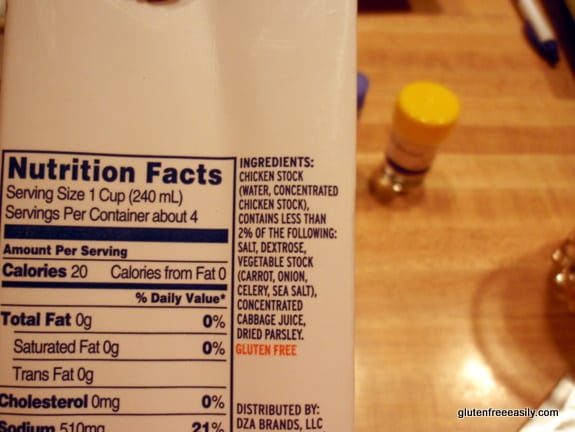 Nutrition Facts
Serving Size 1 Cup (240 mL)
Servings Per Container about 4
Amount Per Serving
Calories 20 Calories from Fat 0
% Daily Value*
Total Fat 0g 0%
Saturated Fat 0g 0%
Trans Fat 0g
Cholesterol 0mg 0%
Sodium 510mg 21%
INGREDIENTS:
CHICKEN STOCK
(WATER, CONCENTRATED
CHICKEN STOCK),
CONTAINS LESS THAN
2% OF THE FOLLOWING:
SALT, DEXTROSE,
VEGETABLE STOCK
(CARROT, ONION,
CELERY, SEA SALT),
CONCENTRATED
CABBAGE JUICE,
DRIED PARSLEY.
GLUTEN FREE
DISTRIBUTED BY:
DZA BRANDS, LLC
glutenfreeeasily.com